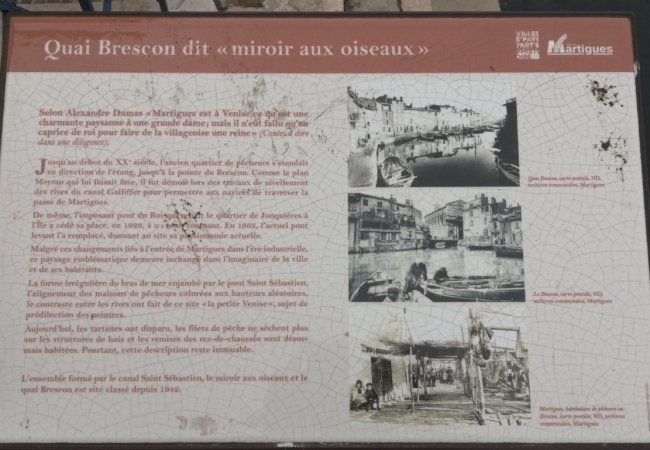 Quai Brescon dit « miroir aux oiseaux »
VILLES
ET PAYS
D'ART &
Martigues
Selon Alexandre Dumas « Martigues est à Venise ce qu'est une
charmante paysanne à une grande dame; mais il n'eût fallu qu'un
caprice de roi pour faire de la villageoise une reine » (Contes à dire
dans une diligence).
Jusqu'au début du XXe siècle, l'ancien quartier de pêcheurs s'étendait
en direction de l'étang, jusqu'à la pointe du Brescon. Comme le plan
Meyran qui lui faisait face, il fut démoli lors des travaux de nivellement
des rives du canal Galliffet pour permettre aux navires de traverser la
passe de Martigues.
De même, l'imposant pont du Roi qui reliait le quartier de Jonquières à
l'Île a cédé sa place, en 1929, à un pont tournant. En 1962, l'actuel pont
levant l'a remplacé, donnant au site sa physionomie actuelle.
Malgré ces changements liés à l'entrée de Martigues dans l'ère industrielle,
ce paysage emblématique demeure inchangé dans l'imaginaire de la ville
et de ses habitants.
La forme irrégulière du bras de mer enjambé par le pont Saint Sébastien,
l'alignement des maisons de pêcheurs colorées aux hauteurs aléatoires,
le contraste entre les rives ont fait de ce site « la petite Venise », sujet de
prédilection des peintres.
Aujourd'hui, les tartanes ont disparu, les filets de pêche ne sèchent plus
sur les structures de bois et les remises des rez-de-chaussée sont désor-
mais habitées. Pourtant, cette description reste immuable.
L'ensemble formé par le canal Saint Sébastien, le miroir aux oiseaux et le
quai Brescon est site classé depuis 1942.
Quai Brescon, carte postale, ND,
archives communales, Martigues
Le Brescon, carte postale, ND,
archives communales, Martigues
Martigues, de pêcheurs au
Brescon, carte postale, ND, archives
communales, Martigues